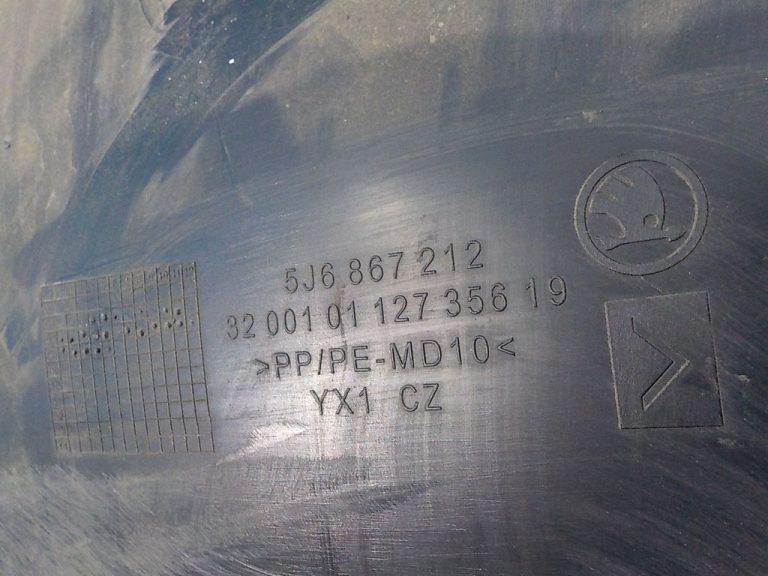 5J6 867 212
32 001 01 127 356 19
>PP/PE-MD10<
YX1 CZ